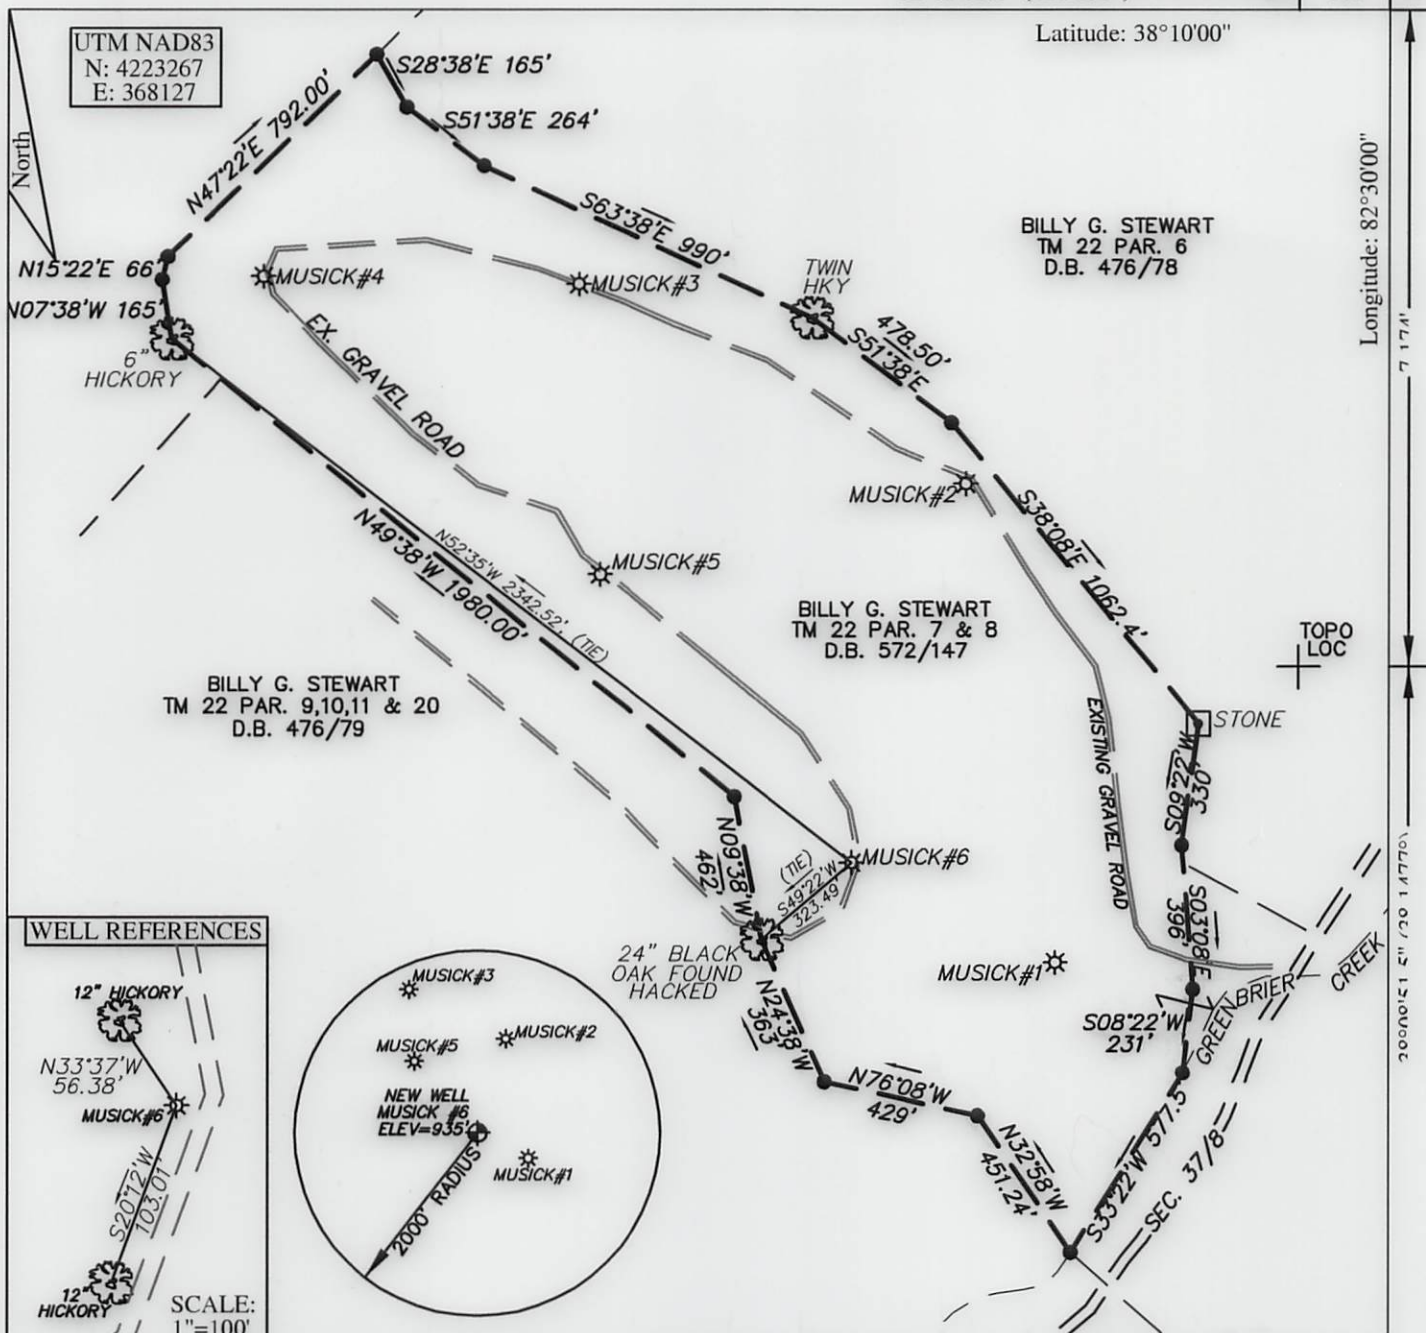 UTM NAD83
N: 4223267
E: 368127
Latitude: 38°10'00"
Longitude: 82°30'00"
North
S28°38'E 165'
S51°38'E 264'
N47°22'E 792.00'
S63°38'E 990'
BILLY G. STEWART
TM 22 PAR. 6
D.B. 476/78
N15°22'E 66'
N07°38'W 165'
MUSICK#4
MUSICK#3
TWIN
HKY
478.50'
S51°38'E
6"
HICKORY
EX. GRAVEL ROAD
MUSICK#2
S38°08'E 1062.4'
N49°38'W 1980.00'
N52°35'W 2342.52' (TIE)
MUSICK#5
BILLY G. STEWART
TM 22 PAR. 7 & 8
D.B. 572/147
TOPO
LOC
BILLY G. STEWART
TM 22 PAR. 9,10,11 & 20
D.B. 476/79
STONE
EXISTING GRAVEL ROAD
S09°22'W
330'
N09°38'W
462'
MUSICK#6
(TIE)
S49°22'W
323.49'
S03°08'E
396'
24" BLACK
OAK FOUND
HACKED
MUSICK#1
N24°38'W
363'
S08°22'W
231'
GREENBRIER CREEK
N76°08'W
429'
N32°58'W
451.24'
S33°22'W 577.5'
SEC. 37/8
WELL REFERENCES
12" HICKORY
N33°37'W
56.38'
MUSICK#6
S20°12'W
103.01'
12"
HICKORY
SCALE:
1"=100'
MUSICK#3
MUSICK#2
MUSICK#5
NEW WELL
MUSICK #6
ELEV=935'
MUSICK#1
2000' RADIUS